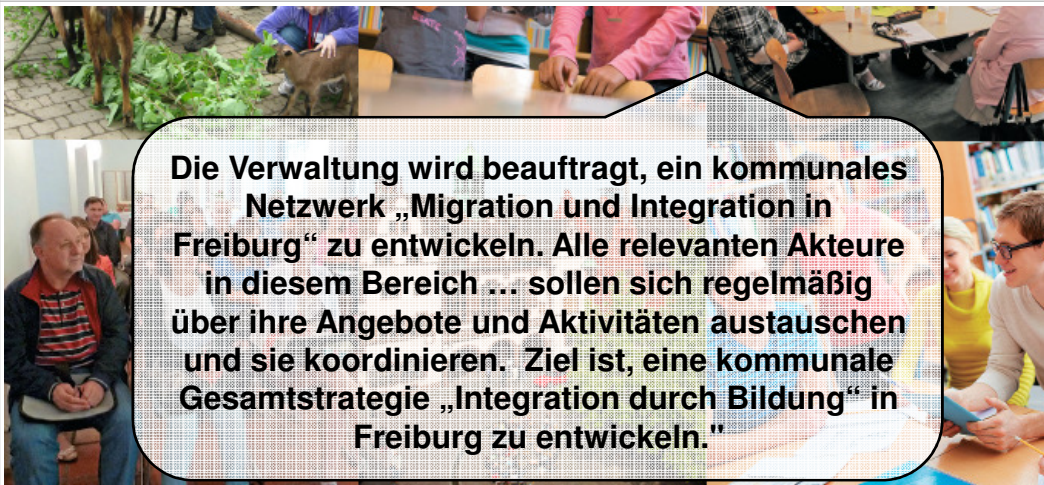 Die Verwaltung wird beauftragt, ein kommunales
Netzwerk „Migration und Integration in
Freiburg“ zu entwickeln. Alle relevanten Akteure
in diesem Bereich ... sollen sich regelmäßig
über ihre Angebote und Aktivitäten austauschen
und sie koordinieren.  Ziel ist, eine kommunale
Gesamtstrategie „Integration durch Bildung“ in
Freiburg zu entwickeln."